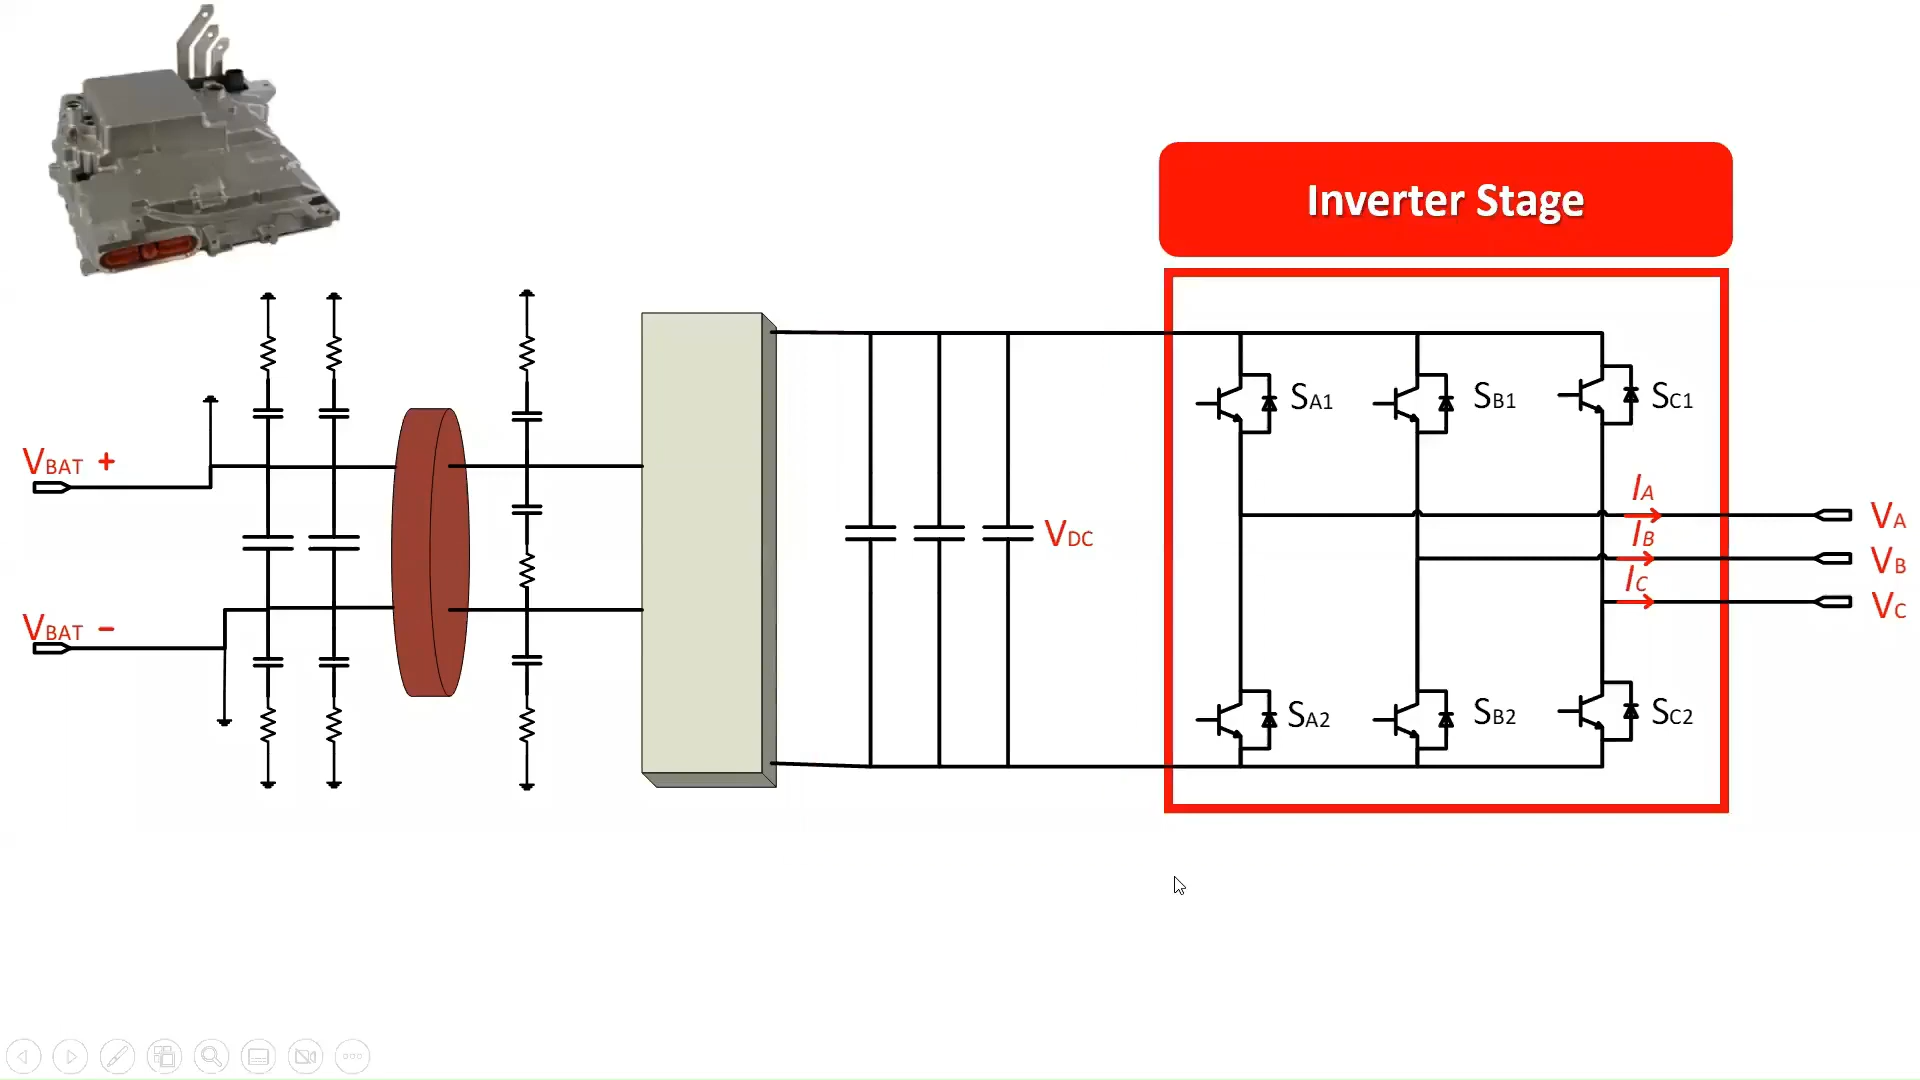 Inverter Stage
SA1
SB1
SC1
VBAT +
IA
VA
VDC
IB
VB
IC
VC
VBAT −
SA2
SB2
SC2